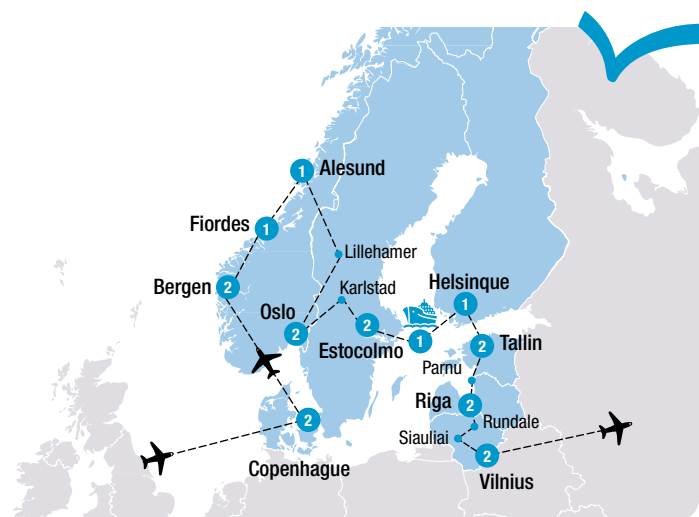 1 Alesund
Fiordes 1
Lillehamer
Bergen 2
Karlstad
Helsinque
1
Oslo
2
2
Estocolmo
1
2 Tallin
Parnu
Riga 2
2
Rundale
Siauliai
2
Copenhague
Vilnius